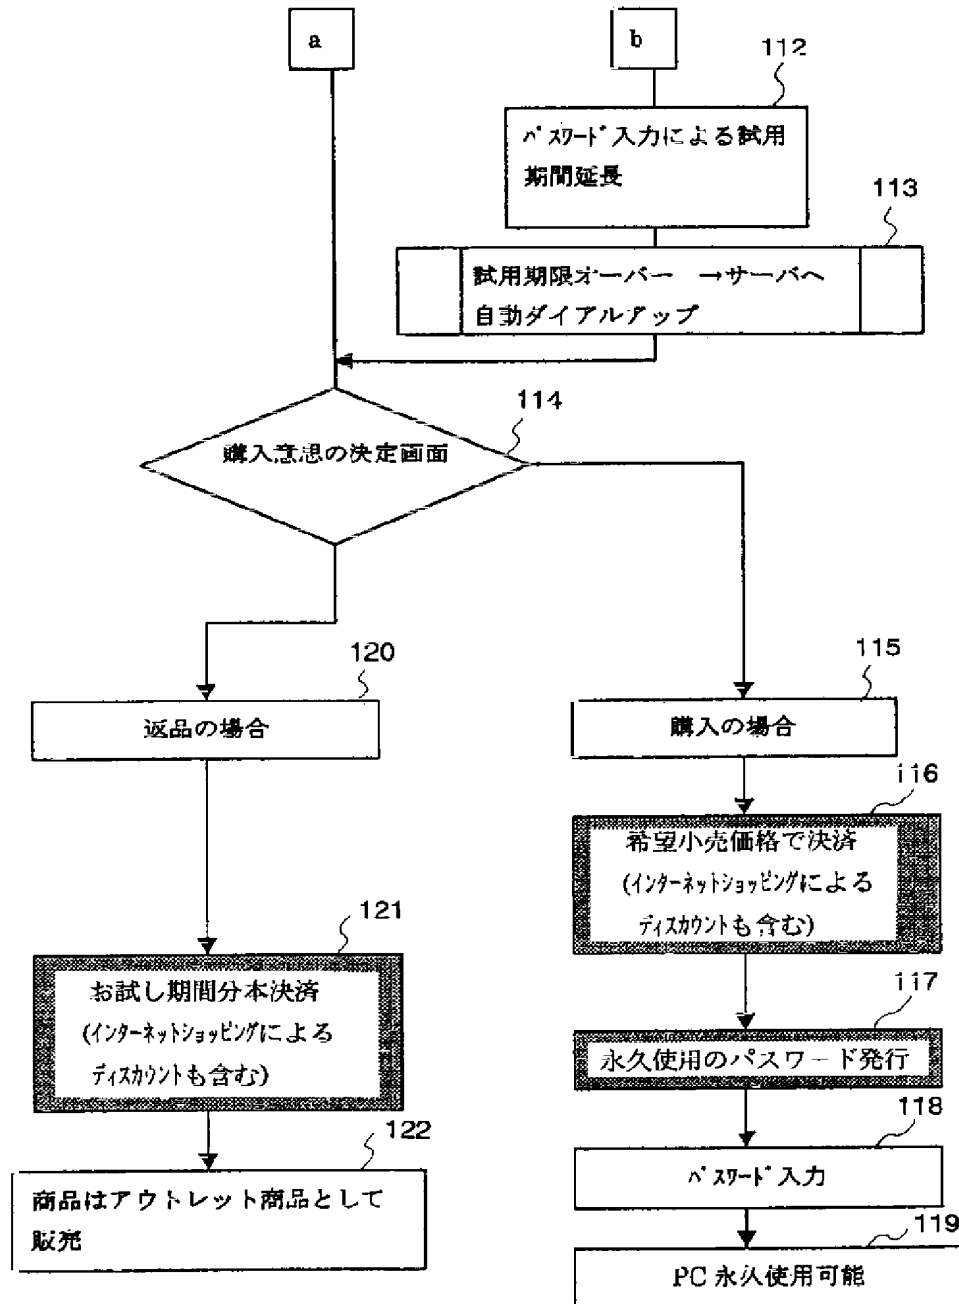 a
b
112
パスワード入力による試用
期間延長
113
試用期限オーバー →サーバへ
自動ダイアルアップ
114
購入意思の決定画面
120
返品の場合
115
購入の場合
116
希望小売価格で決済
(インターネットショッピングによる
ディスカウントも含む)
121
お試し期間分本決済
(インターネットショッピングによる
ディスカウントも含む)
117
永久使用のパスワード発行
118
パスワード入力
122
商品はアウトレット商品として
販売
119
PC 永久使用可能